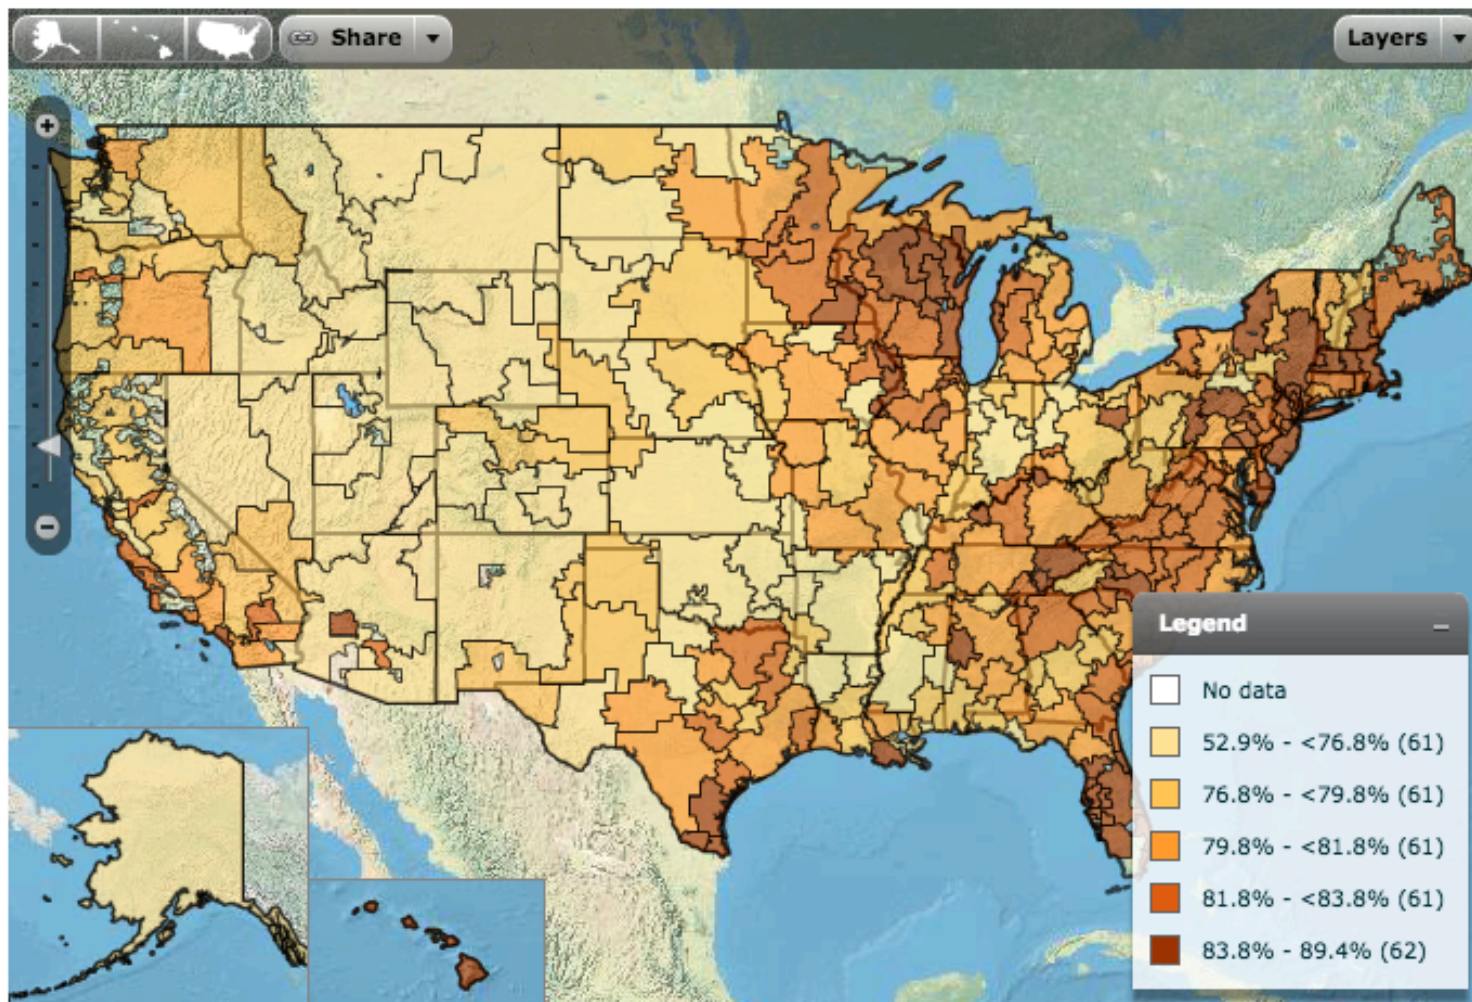 Share
Layers
+
−
Legend
No data
52.9% - <76.8% (61)
76.8% - <79.8% (61)
79.8% - <81.8% (61)
81.8% - <83.8% (61)
83.8% - 89.4% (62)